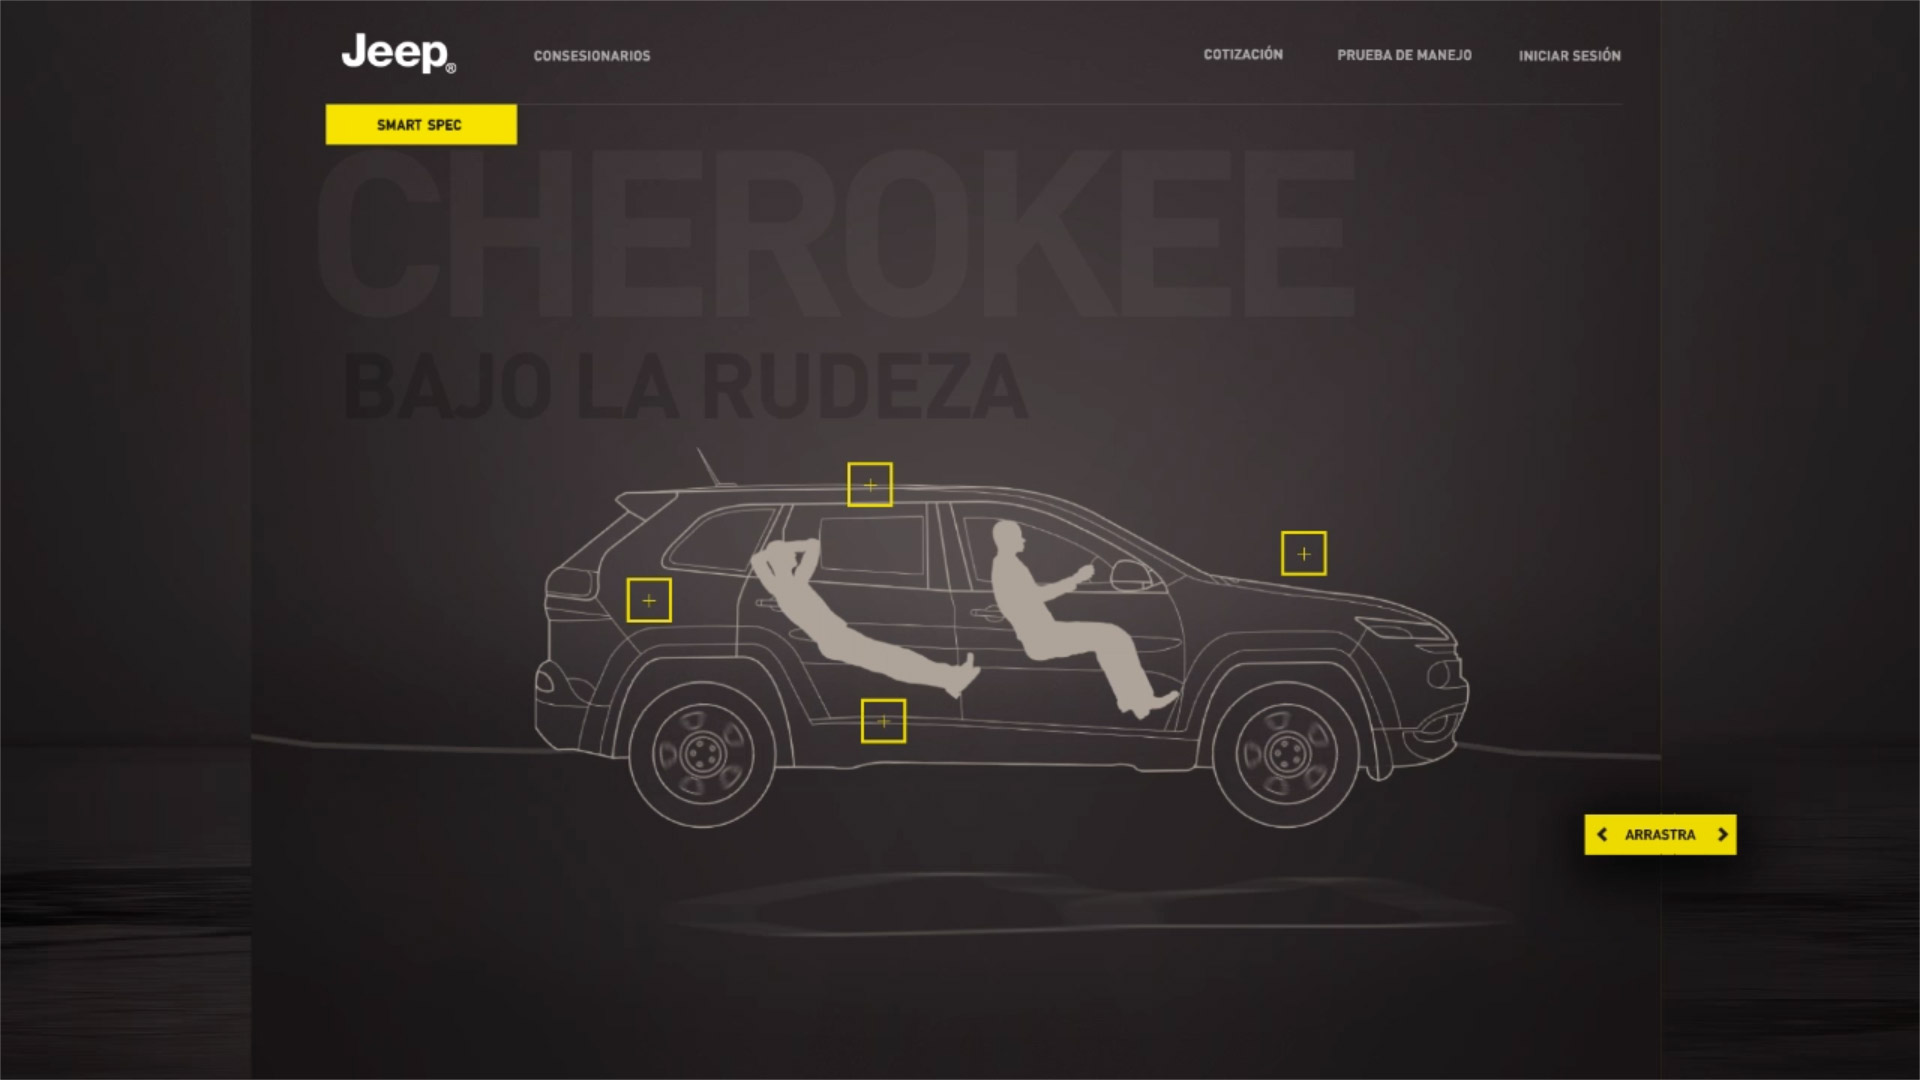 Jeep®
CONSESIONARIOS
COTIZACIÓN
PRUEBA DE MANEJO
INICIAR SESIÓN
SMART SPEC
CHEROKEE
BAJO LA RUDEZA
ARRASTRA